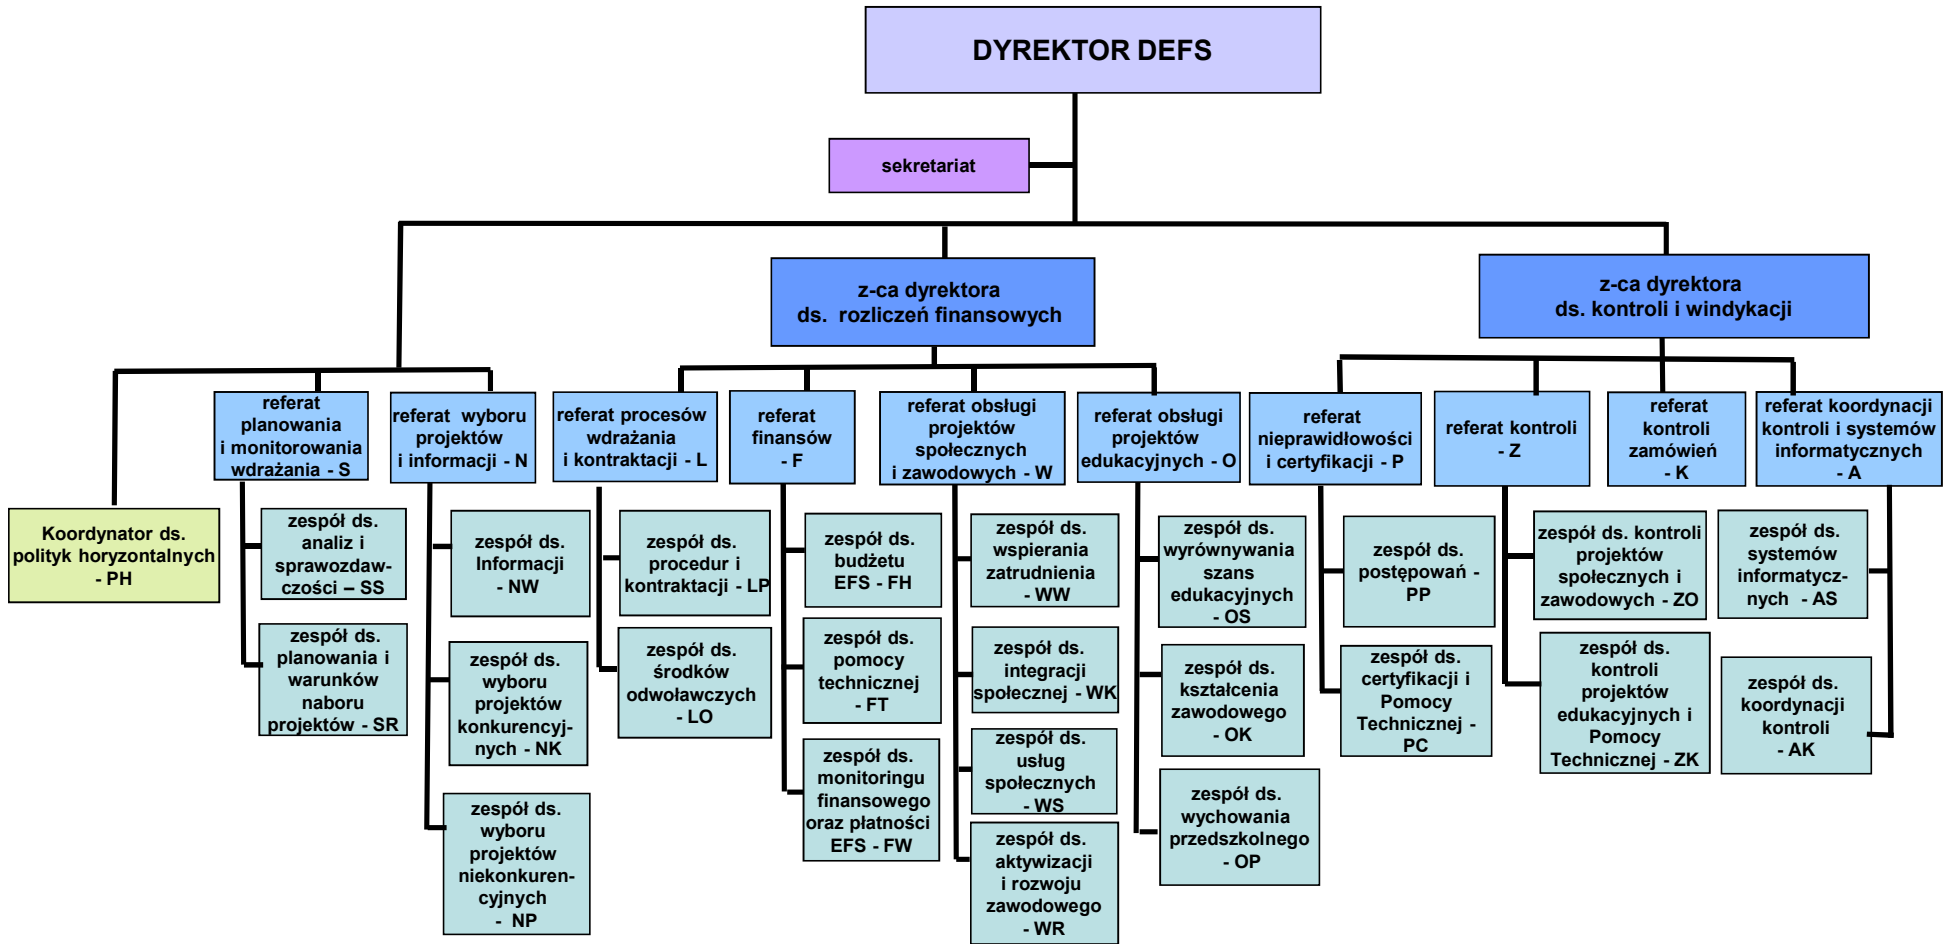 DYREKTOR DEFS
sekretariat
z-ca dyrektora
ds. rozliczeń finansowych
z-ca dyrektora
ds. kontroli i windykacji
referat
planowania
i monitorowania
wdrażania - S
referat wyboru
projektów
i informacji - N
referat procesów
wdrażania
i kontraktacji - L
referat
finansów
- F
referat obsługi
projektów
społecznych
i zawodowych - W
referat obsługi
projektów
edukacyjnych - O
referat
nieprawidłowości
i certyfikacji - P
referat kontroli -
Z
referat
kontroli
zamówień
- K
referat koordynacji
kontroli i systemów
informatycznych
- A
Koordynator ds.
polityk horyzontalnych
- PH
zespół ds.
analiz i
sprawozdaw-
czości – SS
zespół ds.
planowania i
warunków
naboru
projektów - SR
zespół ds.
Informacji
- NW
zespół ds.
wyboru
projektów
konkurencyj-
nych - NK
zespół ds.
wyboru
projektów
niekonkuren-
cyjnych
- NP
zespół ds.
procedur i
kontraktacji - LP
zespół ds.
środków
odwoławczych
- LO
zespół ds.
budżetu
EFS - FH
zespół ds.
pomocy
technicznej
- FT
zespół ds.
monitoringu
finansowego
oraz płatności
EFS - FW
zespół ds.
wspierania
zatrudnienia
- WW
zespół ds.
integracji
społecznej - WK
zespół ds.
usług
społecznych
- WS
zespół ds.
aktywizacji
i rozwoju
zawodowego
- WR
zespół ds.
wyrównywania
szans
edukacyjnych
- OS
zespół ds.
kształcenia
zawodowego
- OK
zespół ds.
wychowania
przedszkolnego
- OP
zespół ds.
postępowań -
PP
zespół ds.
certyfikacji i
Pomocy
Technicznej -
PC
zespół ds. kontroli
projektów
społecznych i
zawodowych - ZO
zespół ds.
kontroli
projektów
edukacyjnych i
Pomocy
Technicznej - ZK
zespół ds.
systemów
informatycz-
nych - AS
zespół ds.
koordynacji
kontroli
- AK